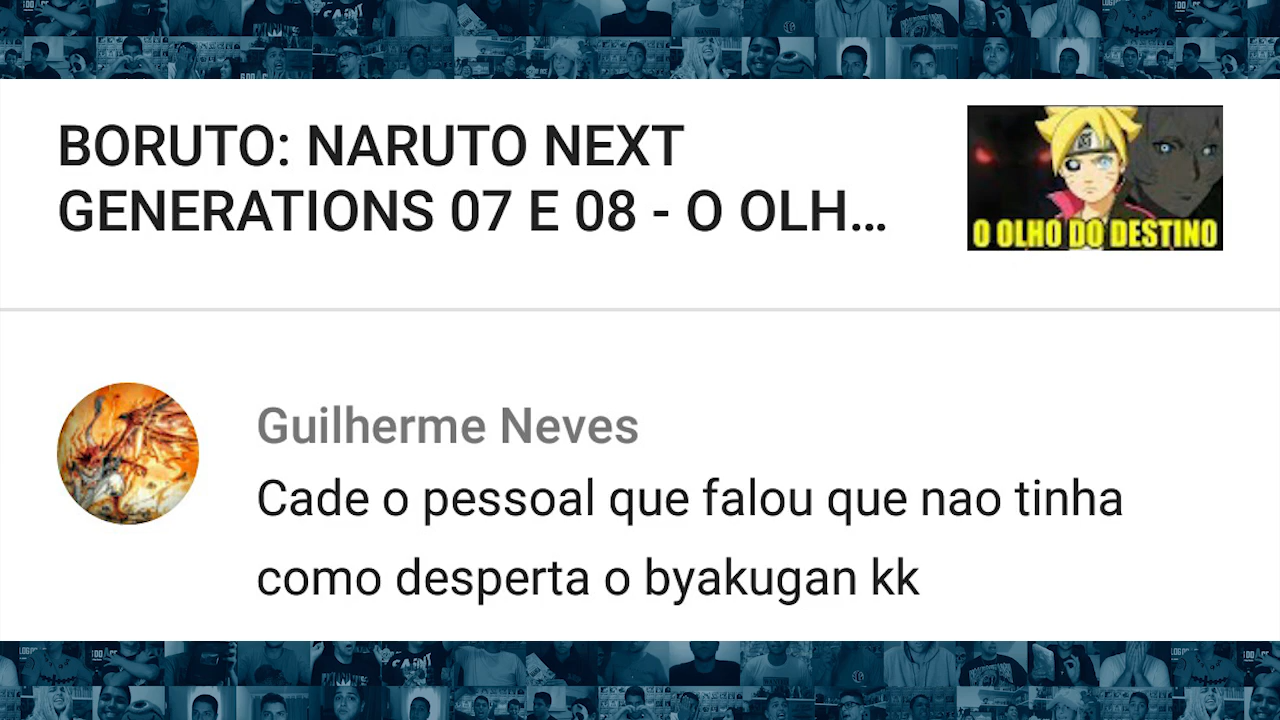 BORUTO: NARUTO NEXT
GENERATIONS 07 E 08 - O OLH...
O OLHO DO DESTINO
Guilherme Neves
Cade o pessoal que falou que nao tinha
como desperta o byakugan kk